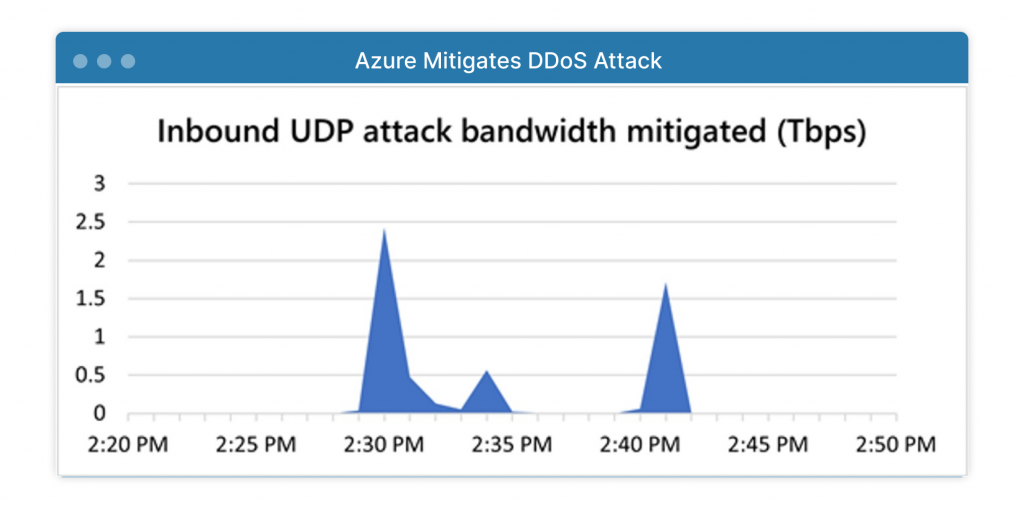 Azure Mitigates DDoS Attack
Inbound UDP attack bandwidth mitigated (Tbps)
3
2.5
2
1.5
1
0.5
0
2:20 PM 2:25 PM 2:30 PM 2:35 PM 2:40 PM 2:45 PM 2:50 PM